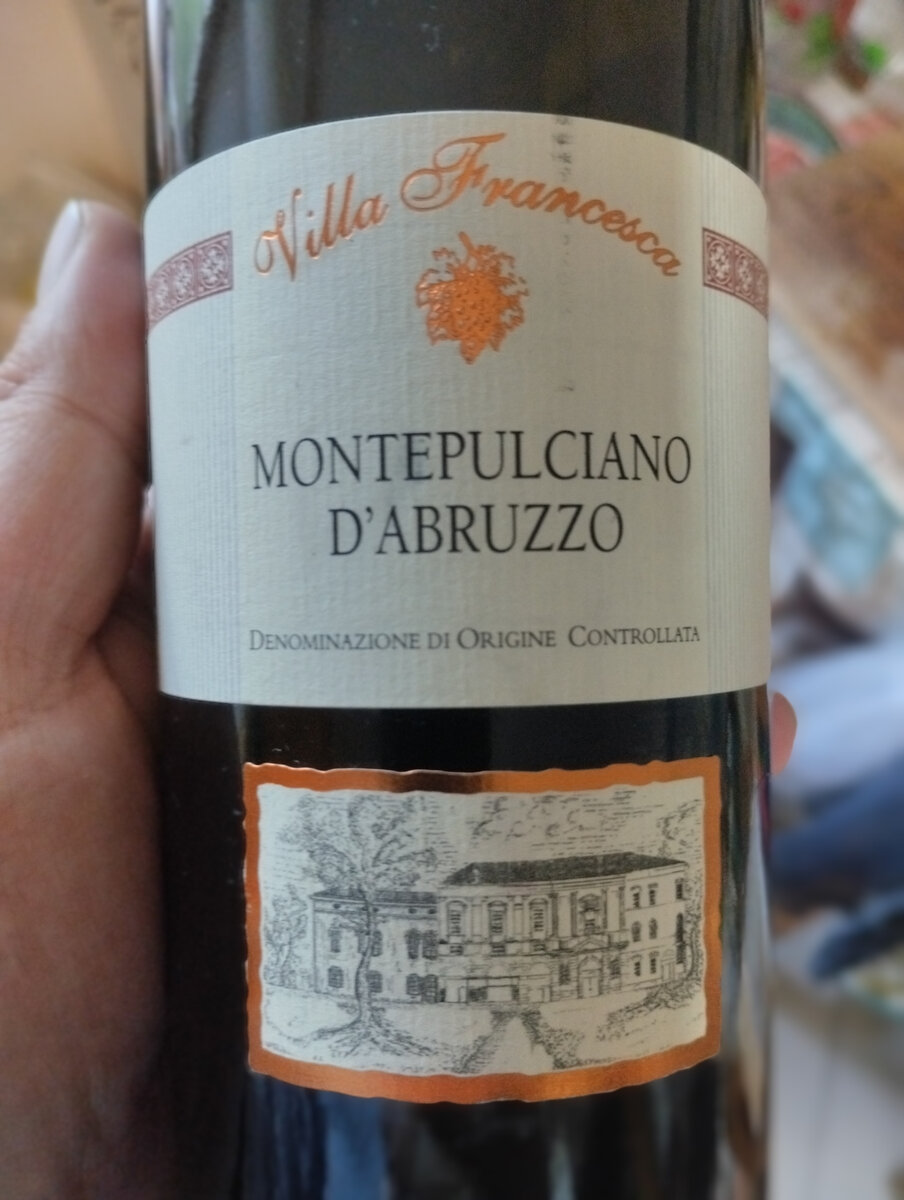 Villa Francesca
MONTEPULCIANO
D'ABRUZZO
DENOMINAZIONE DI ORIGINE CONTROLLATA